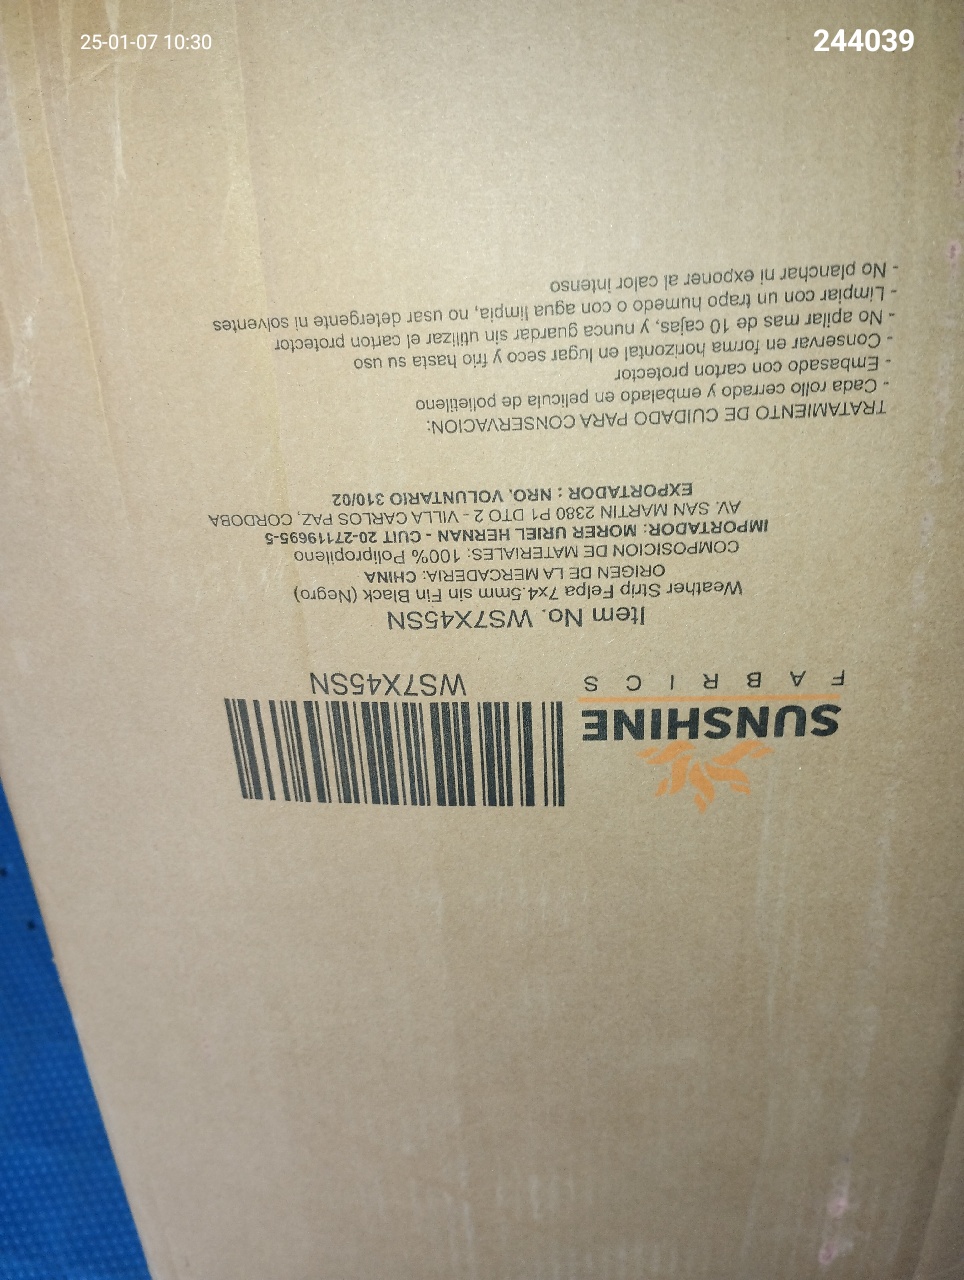 25-01-07 10:30
244039
SUNSHINE
FABRICS
WS7X45SN
Item No. WS7X45SN
Weather Strip Felpa 7x4.5mm sin Fin Black (Negro)
ORIGEN DE LA MERCADERIA: CHINA
COMPOSICION DE MATERIALES: 100% Polipropileno
IMPORTADOR: MORER URIEL HERNAN - CUIT 20-27119695-5
AV. SAN MARTIN 2380 P1 DTO 2 - VILLA CARLOS PAZ, CORDOBA
EXPORTADOR : NRO. VOLUNTARIO 310/02
TRATAMIENTO DE CUIDADO PARA CONSERVACION:
- Cada rollo cerrado y embalado en pelicula de polietileno
- Embasado con carton protector
- Conservar en forma horizontal en lugar seco y frio hasta su uso
- No apilar mas de 10 cajas, y nunca guardar sin utilizar el carton protector
- Limpiar con un trapo humedo o con agua limpia, no usar detergente ni solventes
- No planchar ni exponer al calor intenso